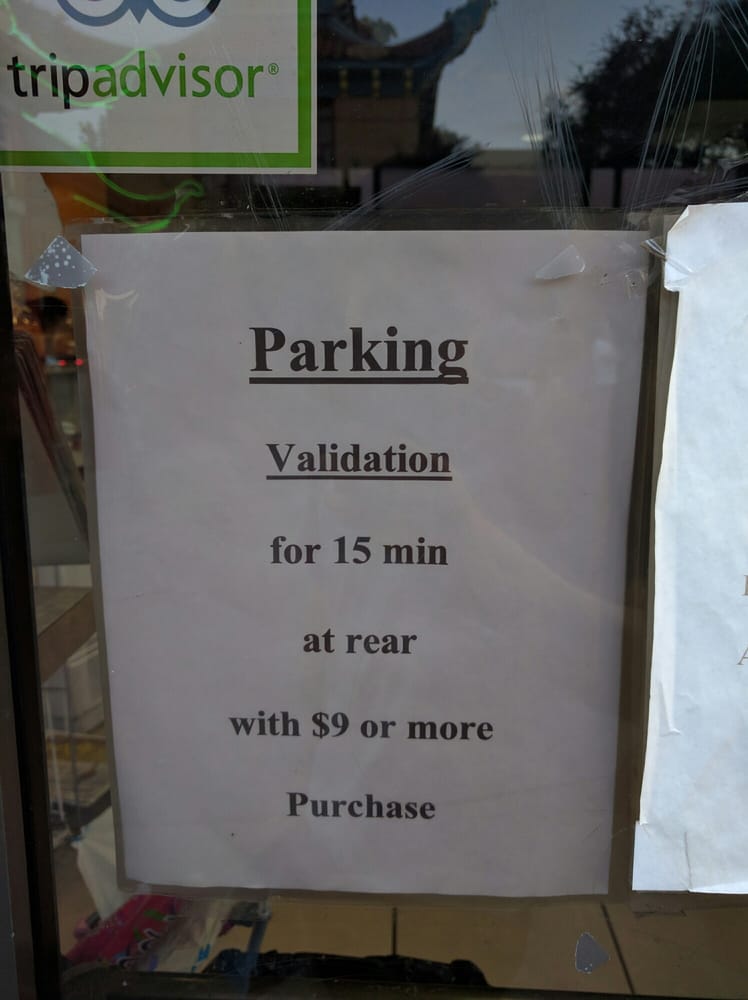 tripadvisor®
Parking
Validation
for 15 min
at rear
with $9 or more
Purchase